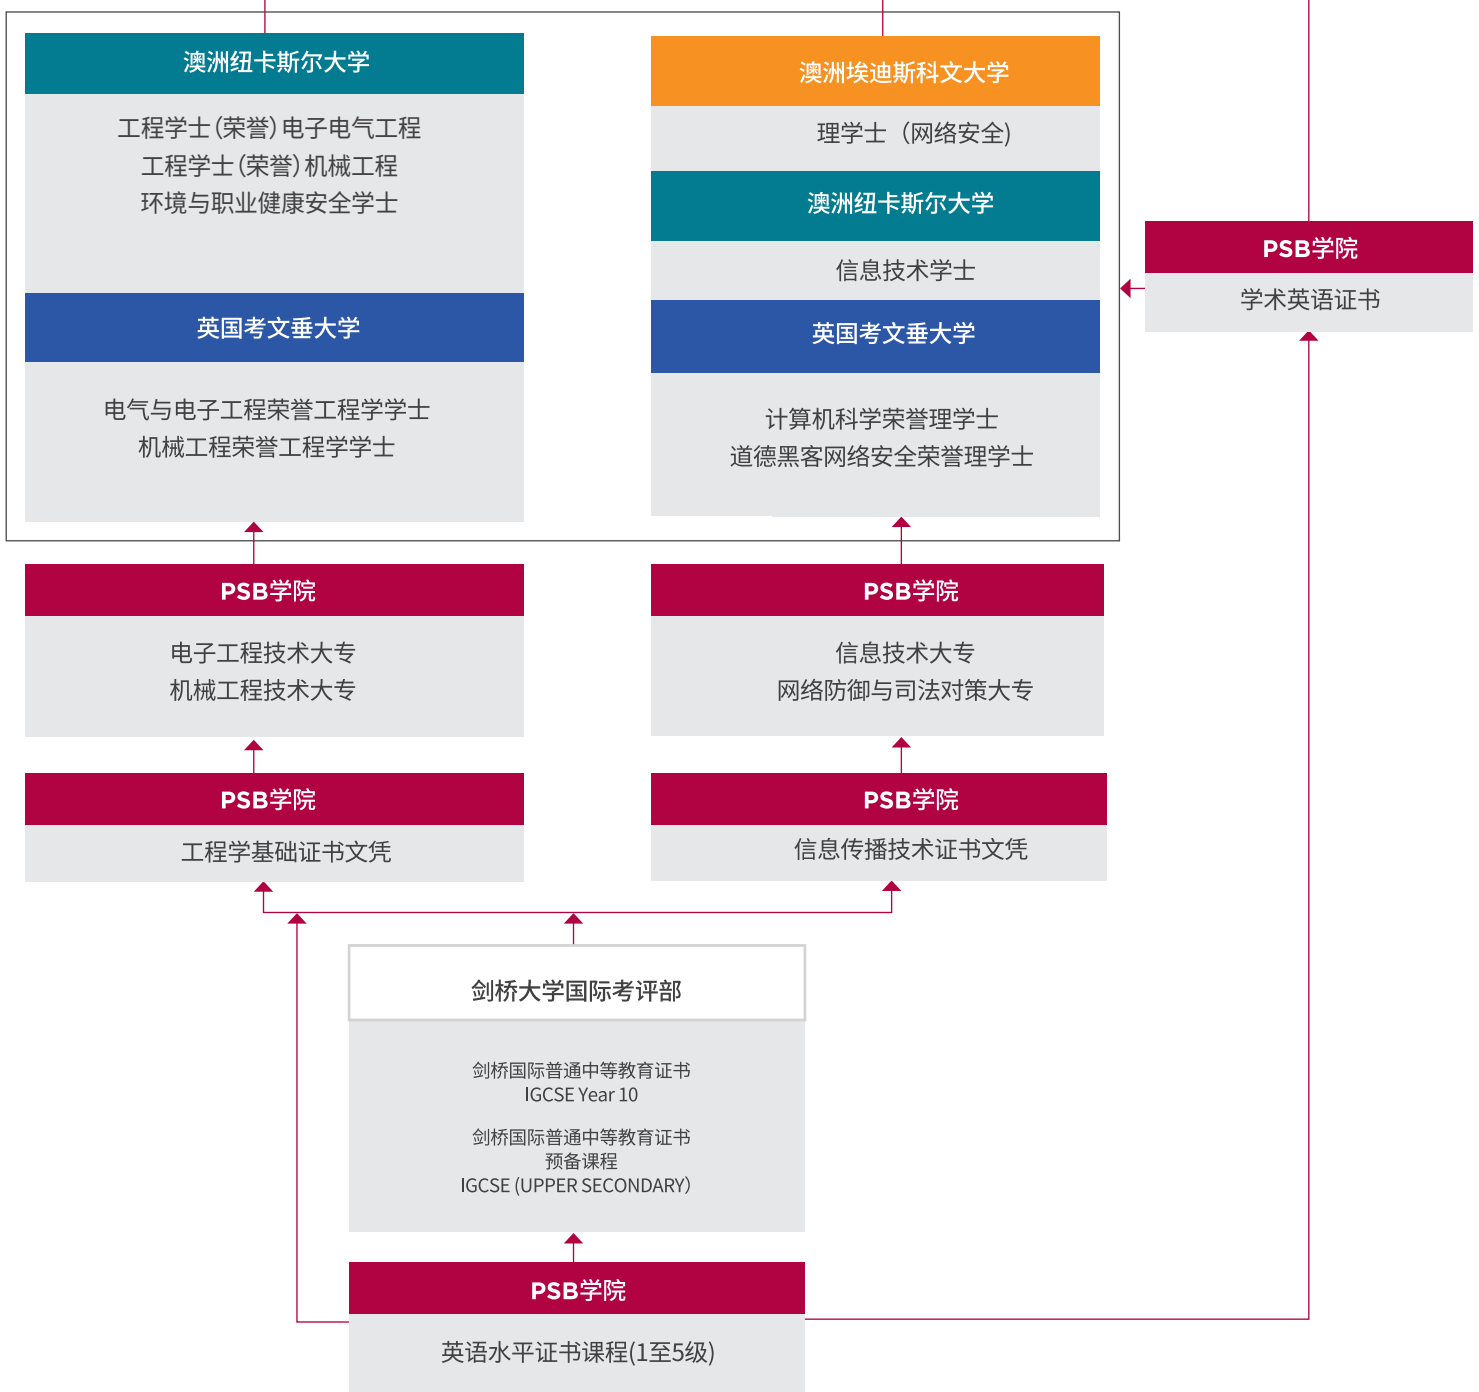 澳洲纽卡斯尔大学
工程学士(荣誉)电子电气工程
工程学士(荣誉)机械工程
环境与职业健康安全学士
英国考文垂大学
电气与电子工程荣誉工程学学士
机械工程荣誉工程学学士
澳洲埃迪斯科文大学
理学士（网络安全)
澳洲纽卡斯尔大学
信息技术学士
英国考文垂大学
计算机科学荣誉理学士
道德黑客网络安全荣誉理学士
PSB学院
学术英语证书
PSB学院
电子工程技术大专
机械工程技术大专
PSB学院
信息技术大专
网络防御与司法对策大专
PSB学院
工程学基础证书文凭
PSB学院
信息传播技术证书文凭
剑桥大学国际考评部
剑桥国际普通中等教育证书
IGCSE Year 10
剑桥国际普通中等教育证书
预备课程
IGCSE (UPPER SECONDARY）
PSB学院
英语水平证书课程(1至5级)